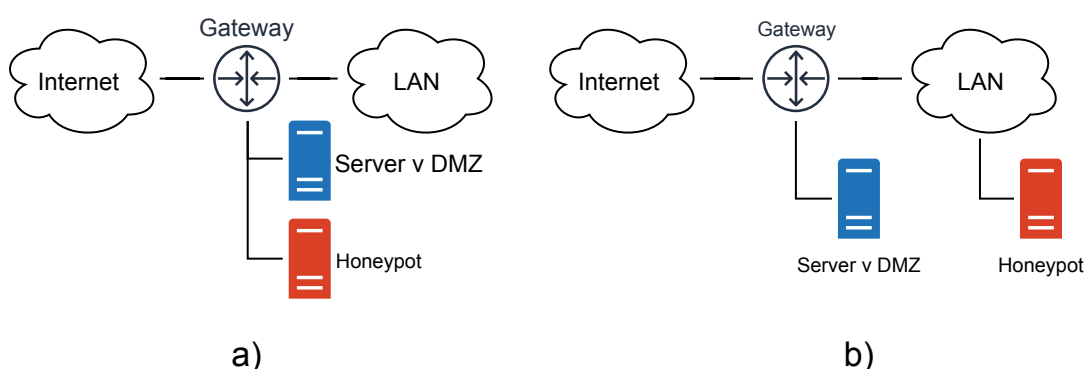 Gateway
Internet
LAN
Server v DMZ
Honeypot
a)
Gateway
Internet
LAN
Server v DMZ
Honeypot
b)